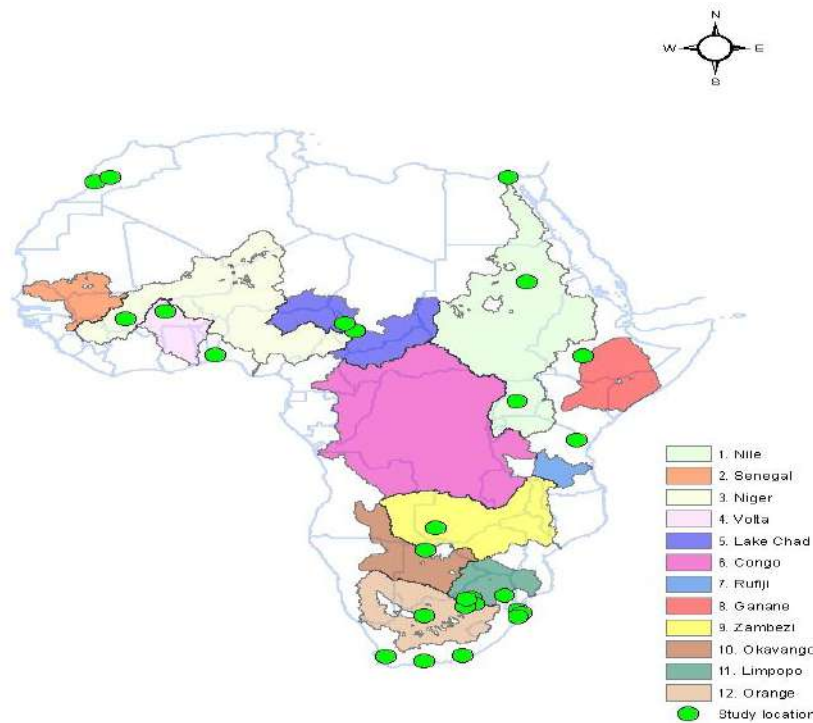 N
W E
S
1. Nile
2. Senegal
3. Niger
4. Volta
5. Lake Chad
6. Congo
7. Rufiji
8. Ganane
9. Zambezi
10. Okavango
11. Limpopo
12. Orange
Study location